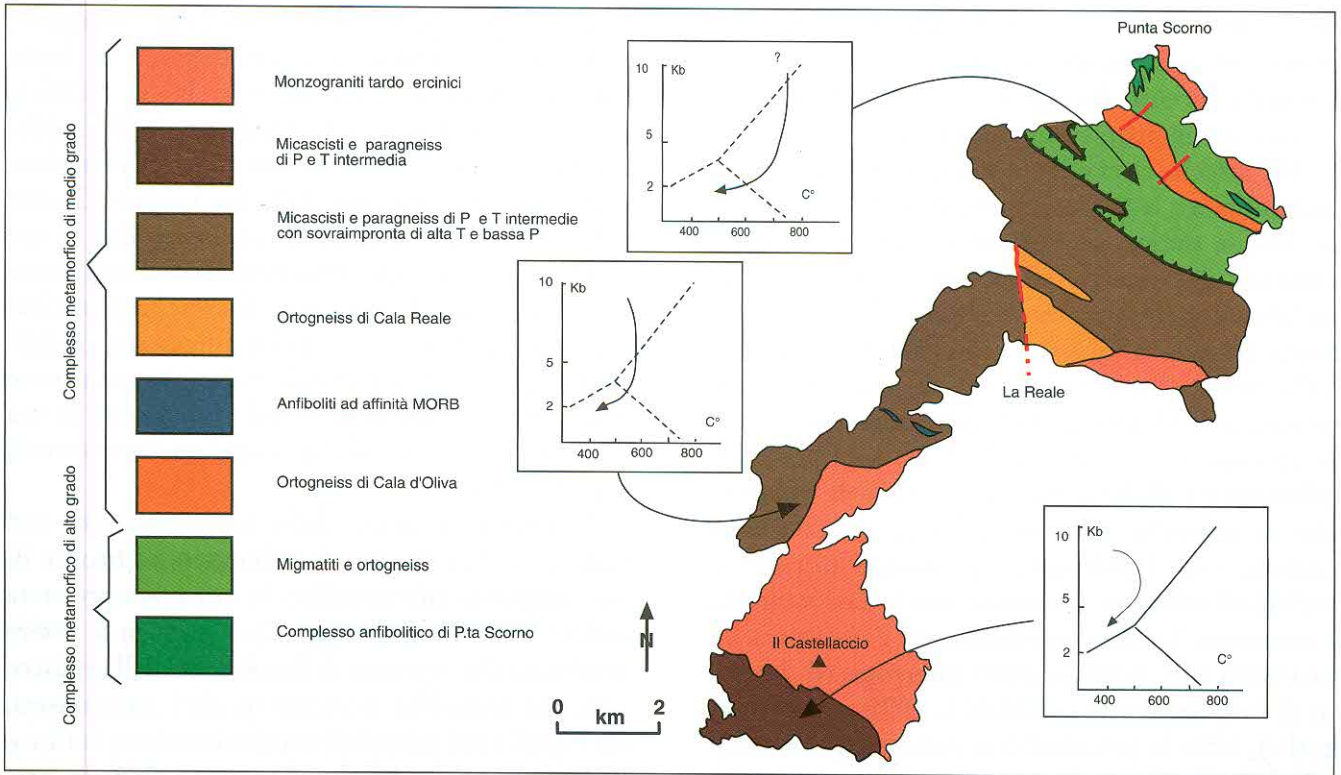 Complesso metamorfico di medio grado
Complesso metamorfico di alto grado
Monzograniti tardo ercinici
Micascisti e paragneiss
di P e T intermedia
Micascisti e paragneiss di P e T intermedie
con sovraimpronta di alta T e bassa P
Ortogneiss di Cala Reale
Anfiboliti ad affinità MORB
Ortogneiss di Cala d'Oliva
Migmatiti e ortogneiss
Complesso anfibolitico di P.ta Scorno
10 Kb
?
5
2
C°
400 600 800
10 Kb
5
2
C°
400 600 800
Punta Scorno
La Reale
Il Castellaccio
N
0 2
km
10 Kb
5
2
C°
400 600 800